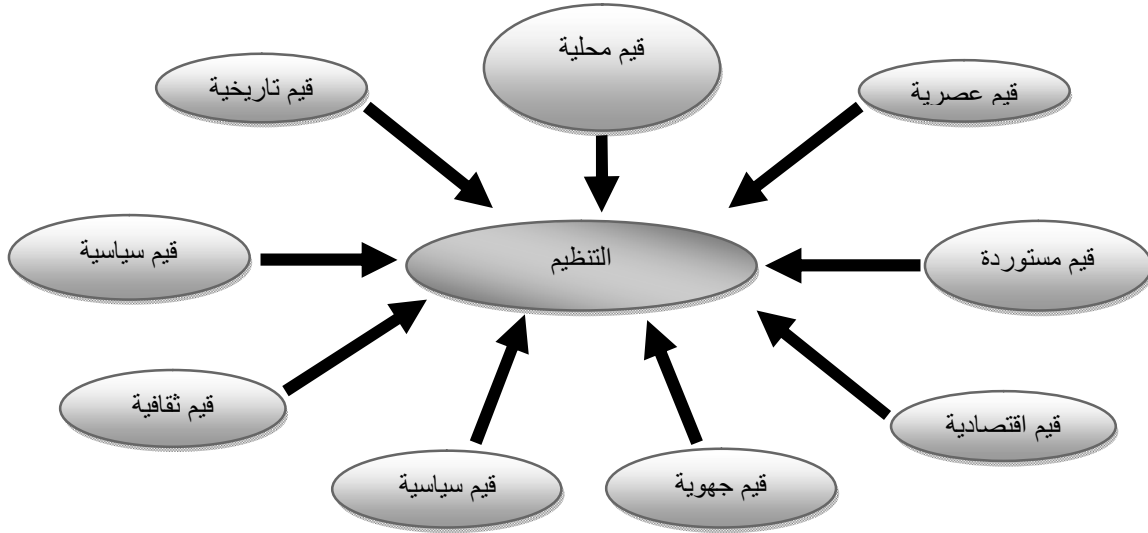 قيم محلية
قيم عصرية
قيم تاريخية
قيم مستوردة
التنظيم
قيم سياسية
قيم اقتصادية
قيم ثقافية
قيم جهوية
قيم سياسية